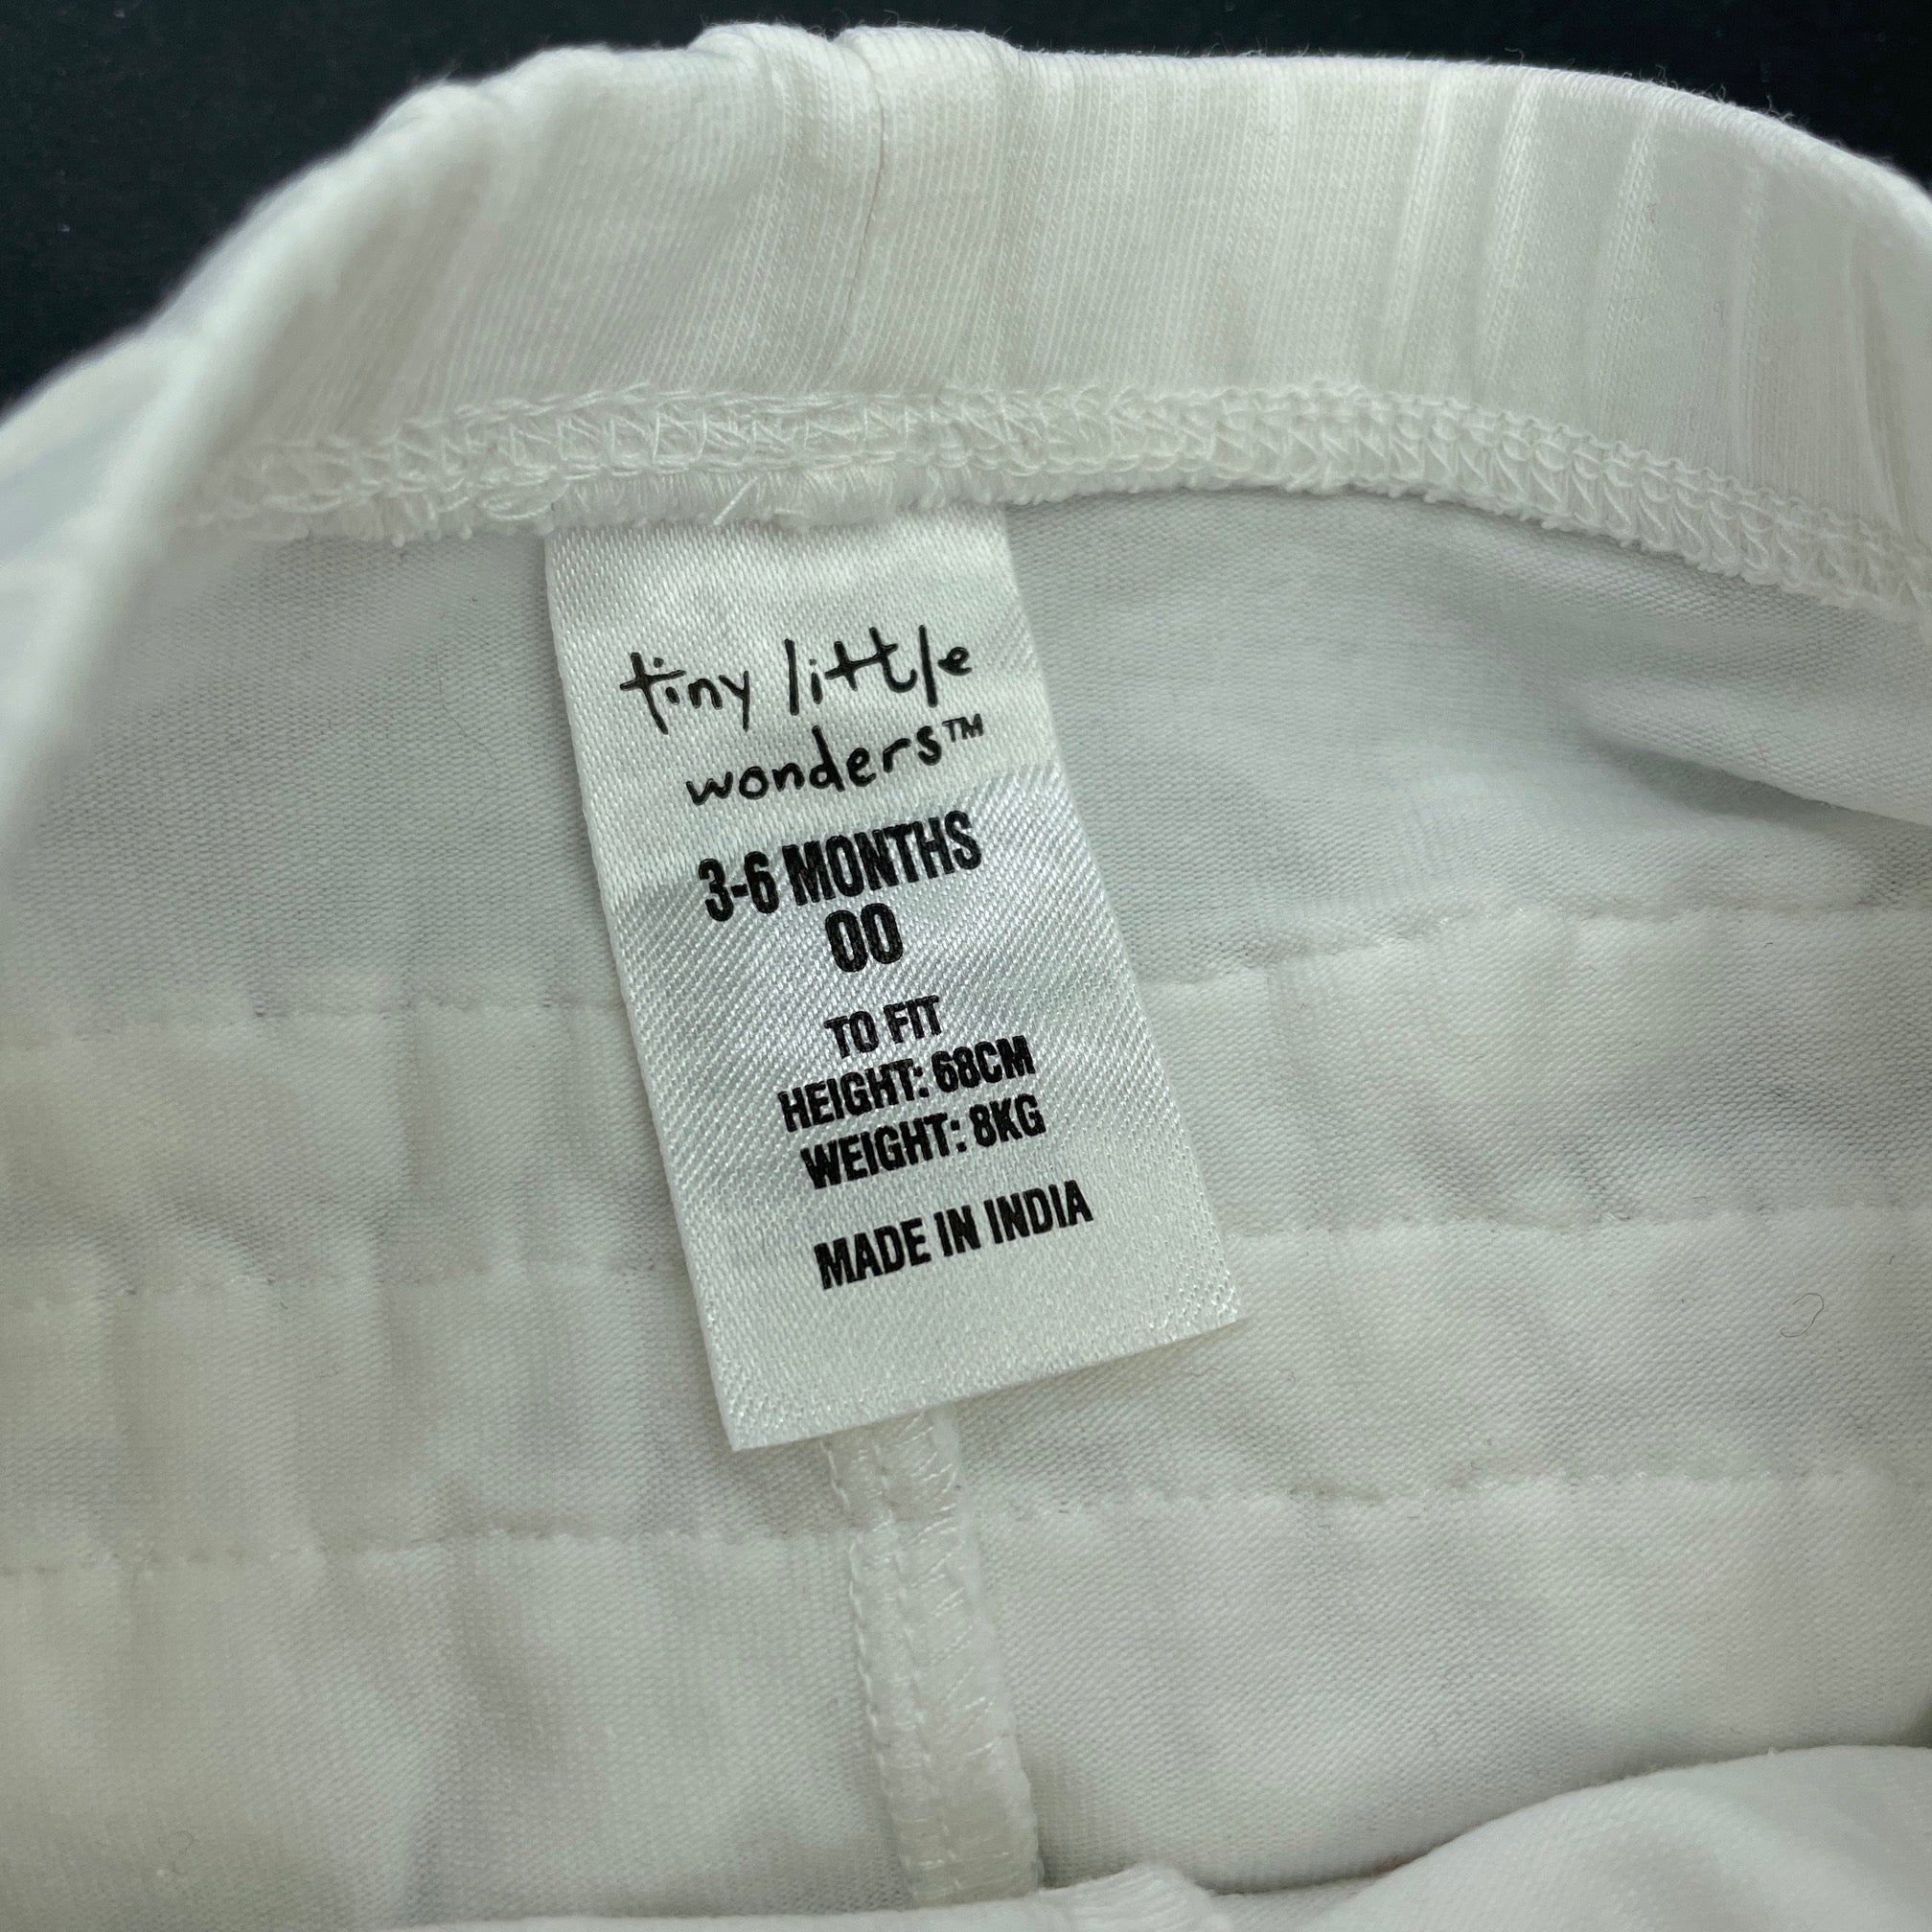 tiny little
wonders™
3-6 MONTHS
00
TO FIT
HEIGHT: 68CM
WEIGHT: 8KG
MADE IN INDIA